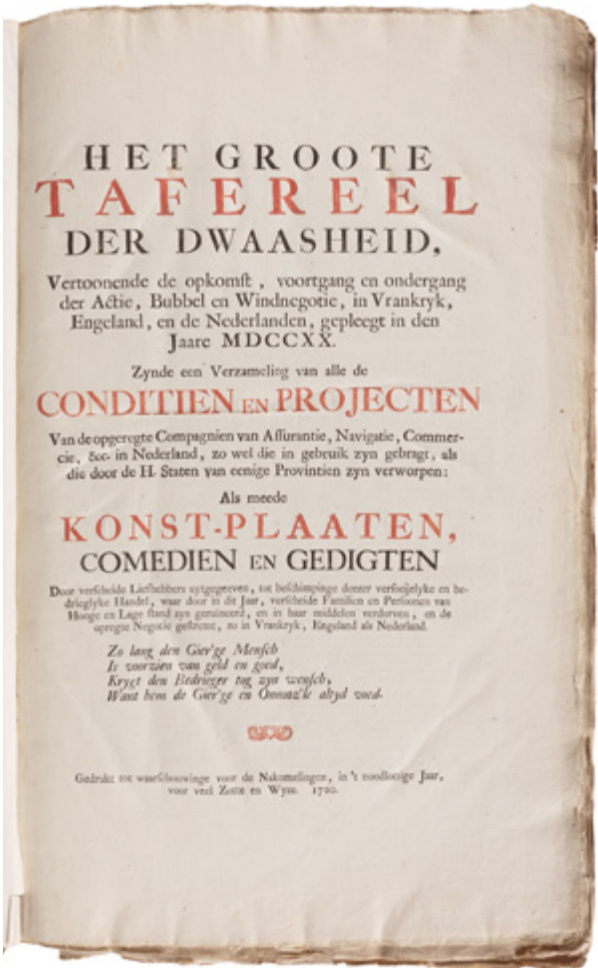 HET GROOTE
TAFEREEL
DER DWAASHEID,
Vertoonende de opkomſt, voortgang en ondergang
der Actie, Bubbel en Windnegotie, in Vrankryk,
Engeland, en de Nederlanden, gepleegt in den
Jaare MDCCXX.
Zynde een Verzameling van alle de
CONDITIEN EN PROJECTEN
Van de opgeregte Compagnien van Aſſurantie, Navigatie, Commer-
cie, &c. in Nederland, zo wel die in gebruik zyn gebragt, als
die door de H. Staten van eenige Provintien zyn verworpen:
Als meede
KONST-PLAATEN,
COMEDIEN EN GEDIGTEN
Door verſcheide Liefhebbers uytgegeeven, tot beſchimpinge deezer verfoeijelyke en be-
drieglyke Handel, waar door in dit Jaar, verſcheide Familien en Perſoonen van
Hooge en Lage ſtand zyn geruineerd, en in haar middelen verdorven, en de
opregte Negotie geſtremt, zo in Vrankryk, Engeland als Nederland.
Zo lang den Gier'ge Menſch
Is voorzien van geld en goed,
Krygt den Bedrieger tog zyn wenſch,
Want hem de Gier'ge en Onnooz'le altyd voed.
Gedrukt tot waarſchouwinge voor de Nakomelingen, in 't noodlottige Jaar,
voor veel Zotte en Wyze. 1720.